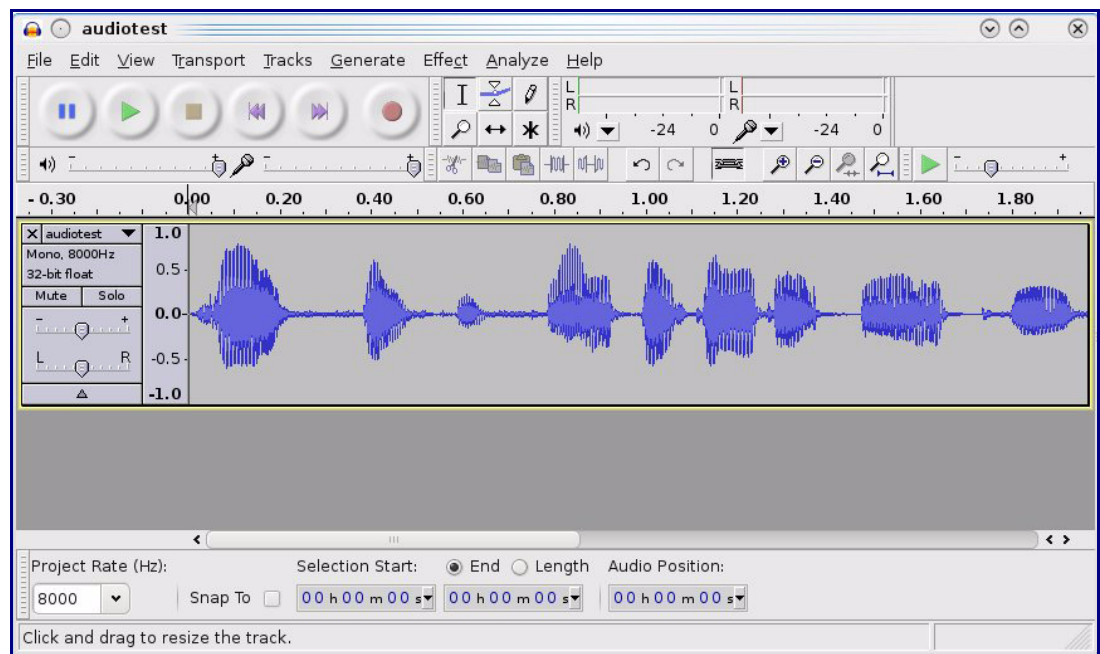 audiotest
File Edit View Transport Tracks Generate Effect Analyze Help
L
R
-24 0
L
R
-24 0
- +
- 0.30 0.00 0.20 0.40 0.60 0.80 1.00 1.20 1.40 1.60 1.80
X audiotest
Mono, 8000Hz
32-bit float
Mute Solo
- +
L R
1.0
0.5
0.0
-0.5
-1.0
Project Rate (Hz):
8000
Snap To
Selection Start:
End
Length
Audio Position:
00 h 00 m 00 s
00 h 00 m 00 s
00 h 00 m 00 s
Click and drag to resize the track.